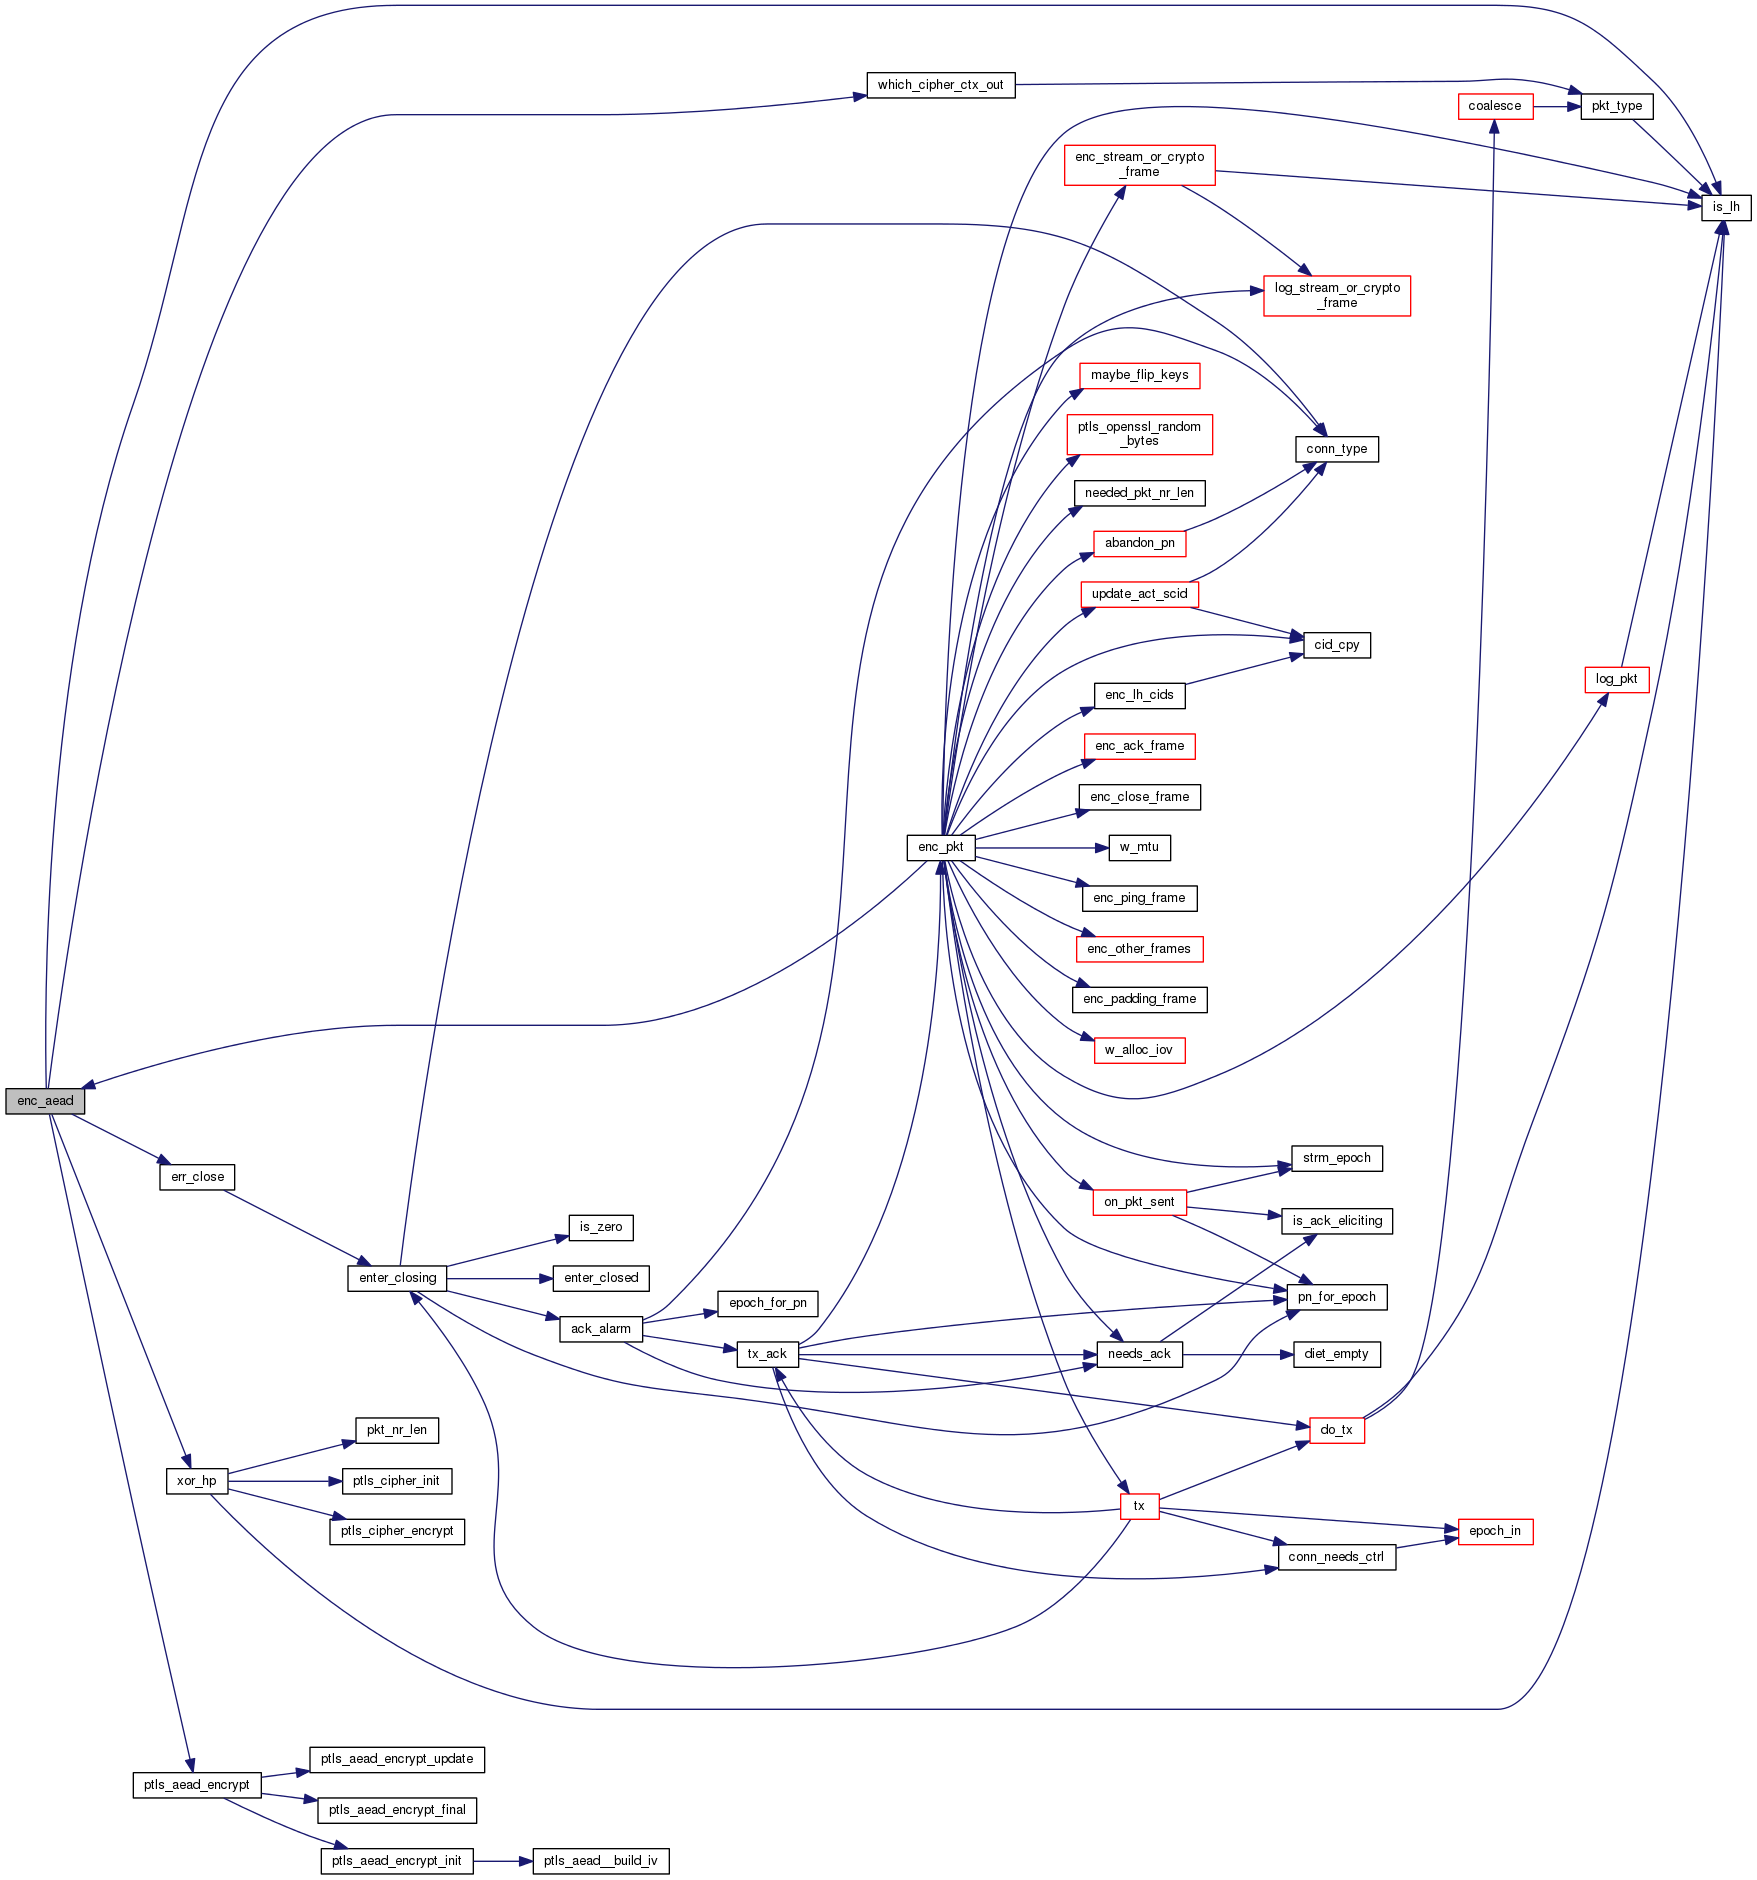 which_cipher_ctx_out
coalesce
pkt_type
enc_stream_or_crypto
_frame
is_lh
log_stream_or_crypto
_frame
maybe_flip_keys
ptls_openssl_random
_bytes
conn_type
needed_pkt_nr_len
abandon_pn
update_act_scid
cid_cpy
log_pkt
enc_lh_cids
enc_ack_frame
enc_close_frame
enc_pkt
w_mtu
enc_ping_frame
enc_other_frames
enc_padding_frame
w_alloc_iov
enc_aead
strm_epoch
err_close
on_pkt_sent
is_zero
is_ack_eliciting
enter_closing
enter_closed
epoch_for_pn
pn_for_epoch
ack_alarm
tx_ack
needs_ack
diet_empty
pkt_nr_len
do_tx
xor_hp
ptls_cipher_init
tx
ptls_cipher_encrypt
epoch_in
conn_needs_ctrl
ptls_aead_encrypt_update
ptls_aead_encrypt
ptls_aead_encrypt_final
ptls_aead_encrypt_init
ptls_aead__build_iv